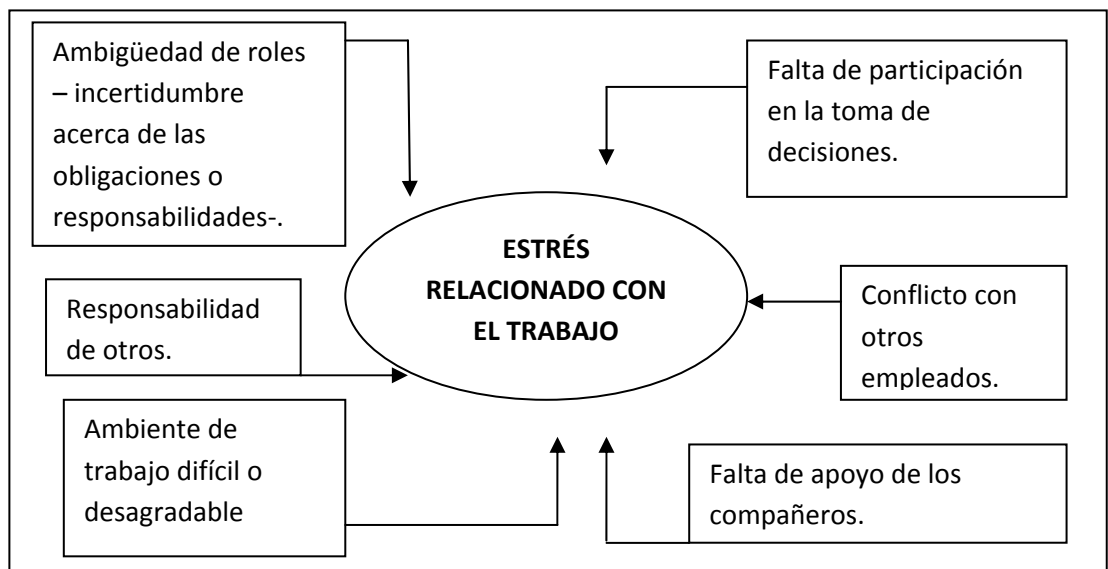 Ambigüedad de roles
– incertidumbre
acerca de las
obligaciones o
responsabilidades-.
Falta de participación
en la toma de
decisiones.
ESTRÉS
RELACIONADO CON
EL TRABAJO
Responsabilidad
de otros.
Conflicto con
otros
empleados.
Ambiente de
trabajo difícil o
desagradable
Falta de apoyo de los
compañeros.